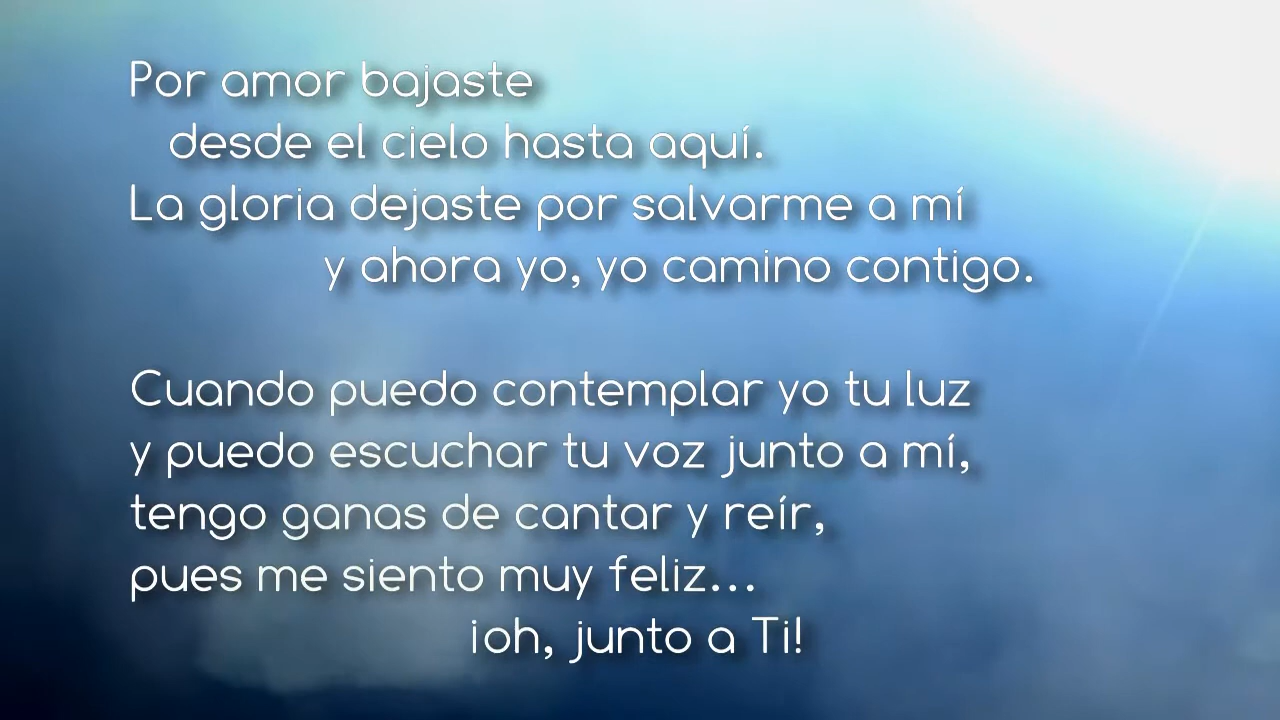 Por amor bajaste
desde el cielo hasta aquí.
La gloria dejaste por salvarme a mí
y ahora yo, yo camino contigo.
Cuando puedo contemplar yo tu luz
y puedo escuchar tu voz junto a mí,
tengo ganas de cantar y reír,
pues me siento muy feliz...
¡oh, junto a Ti!